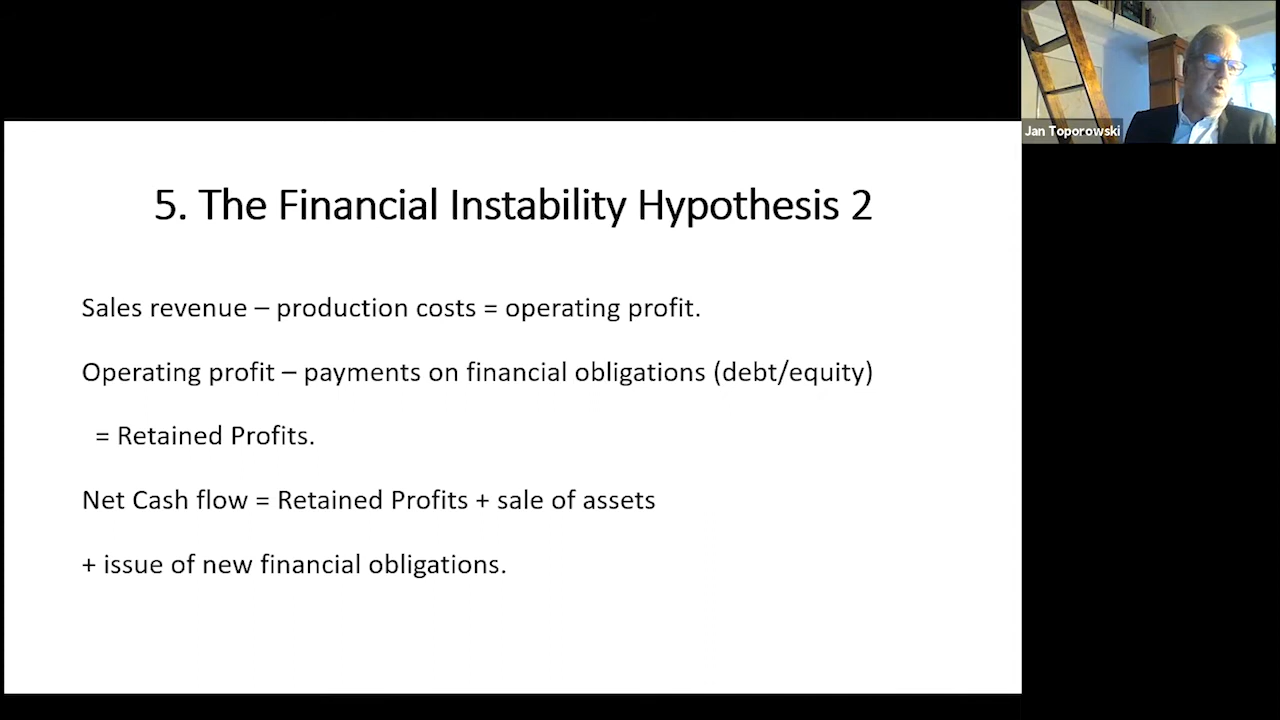 5. The Financial Instability Hypothesis 2
Sales revenue – production costs = operating profit.
Operating profit – payments on financial obligations (debt/equity)
= Retained Profits.
Net Cash flow = Retained Profits + sale of assets
+ issue of new financial obligations.
Jan Toporowski